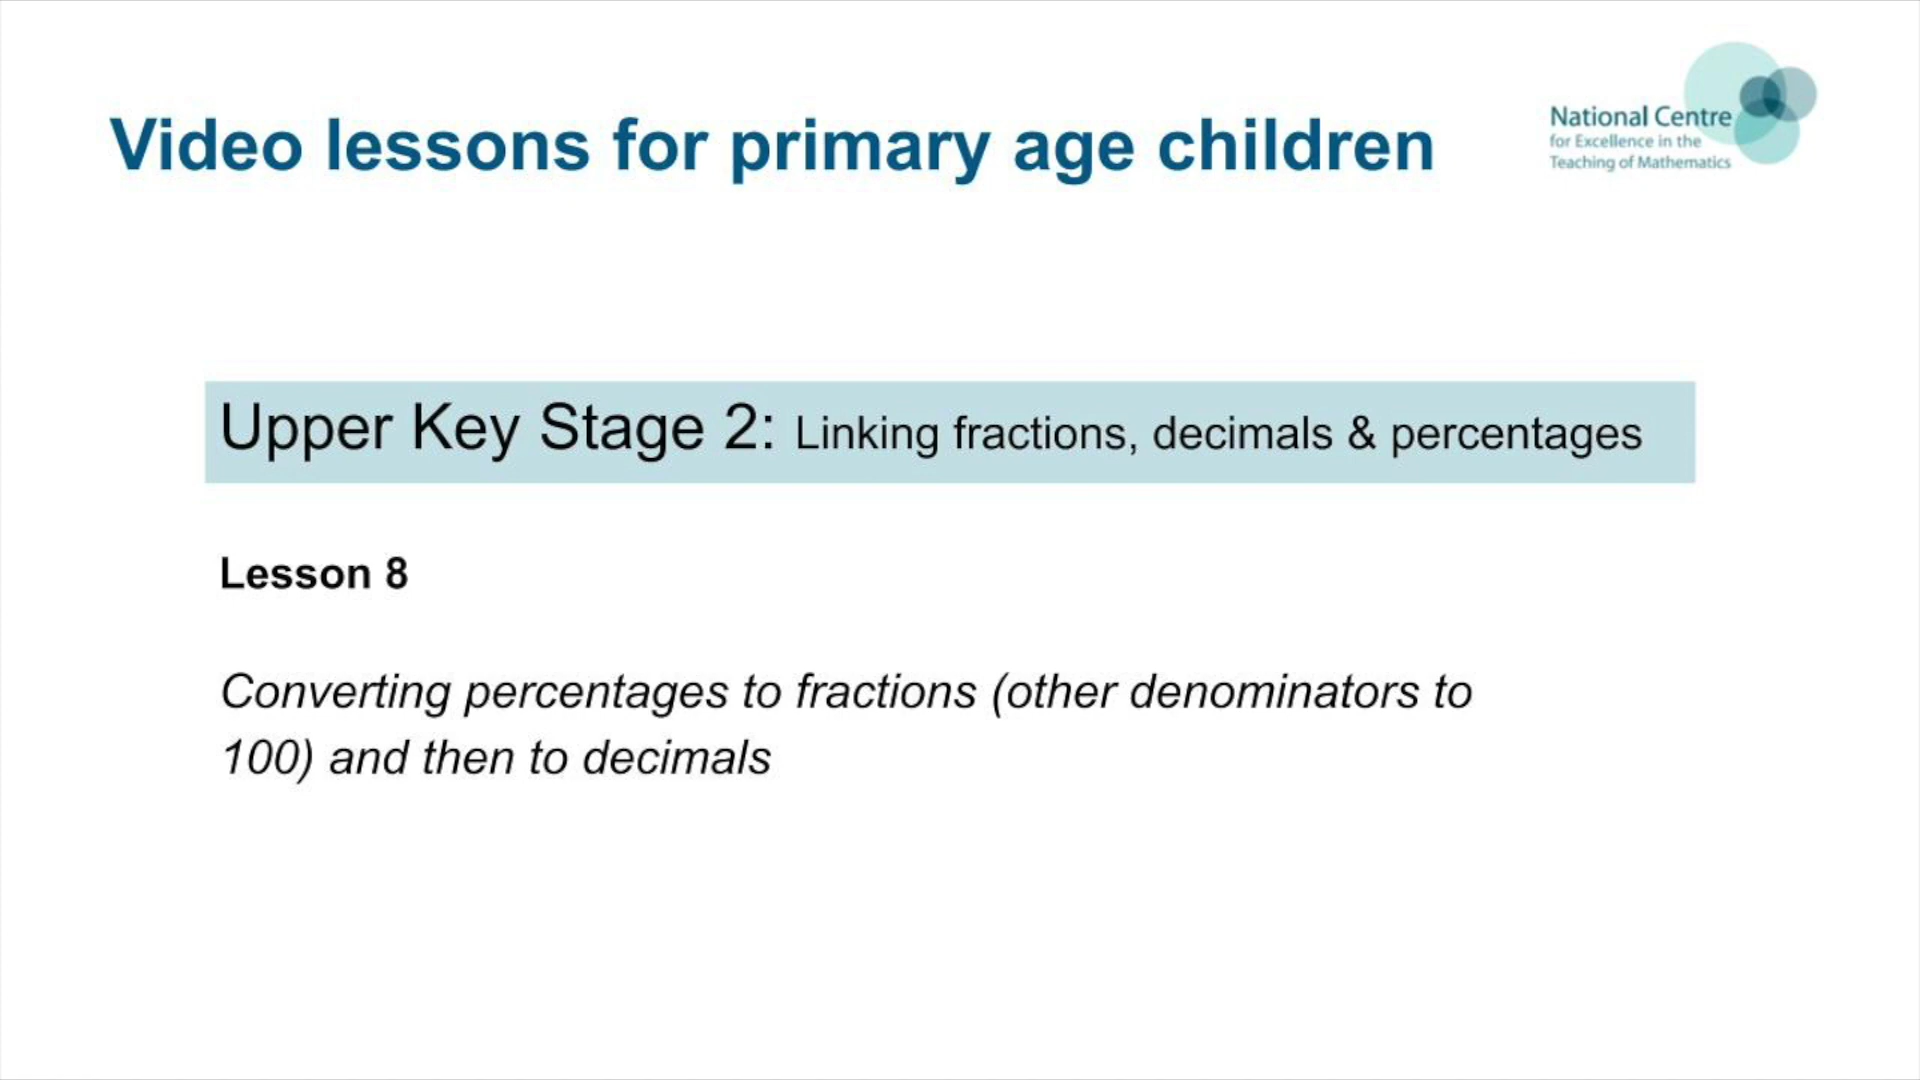 Video lessons for primary age children
National Centre
for Excellence in the
Teaching of Mathematics
Upper Key Stage 2: Linking fractions, decimals & percentages
Lesson 8
Converting percentages to fractions (other denominators to
100) and then to decimals